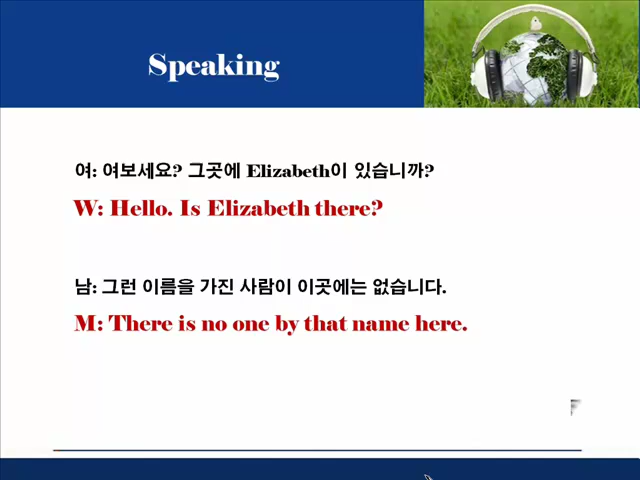 Speaking
여: 여보세요? 그곳에 Elizabeth이 있습니까?
W: Hello. Is Elizabeth there?
남: 그런 이름을 가진 사람이 이곳에는 없습니다.
M: There is no one by that name here.